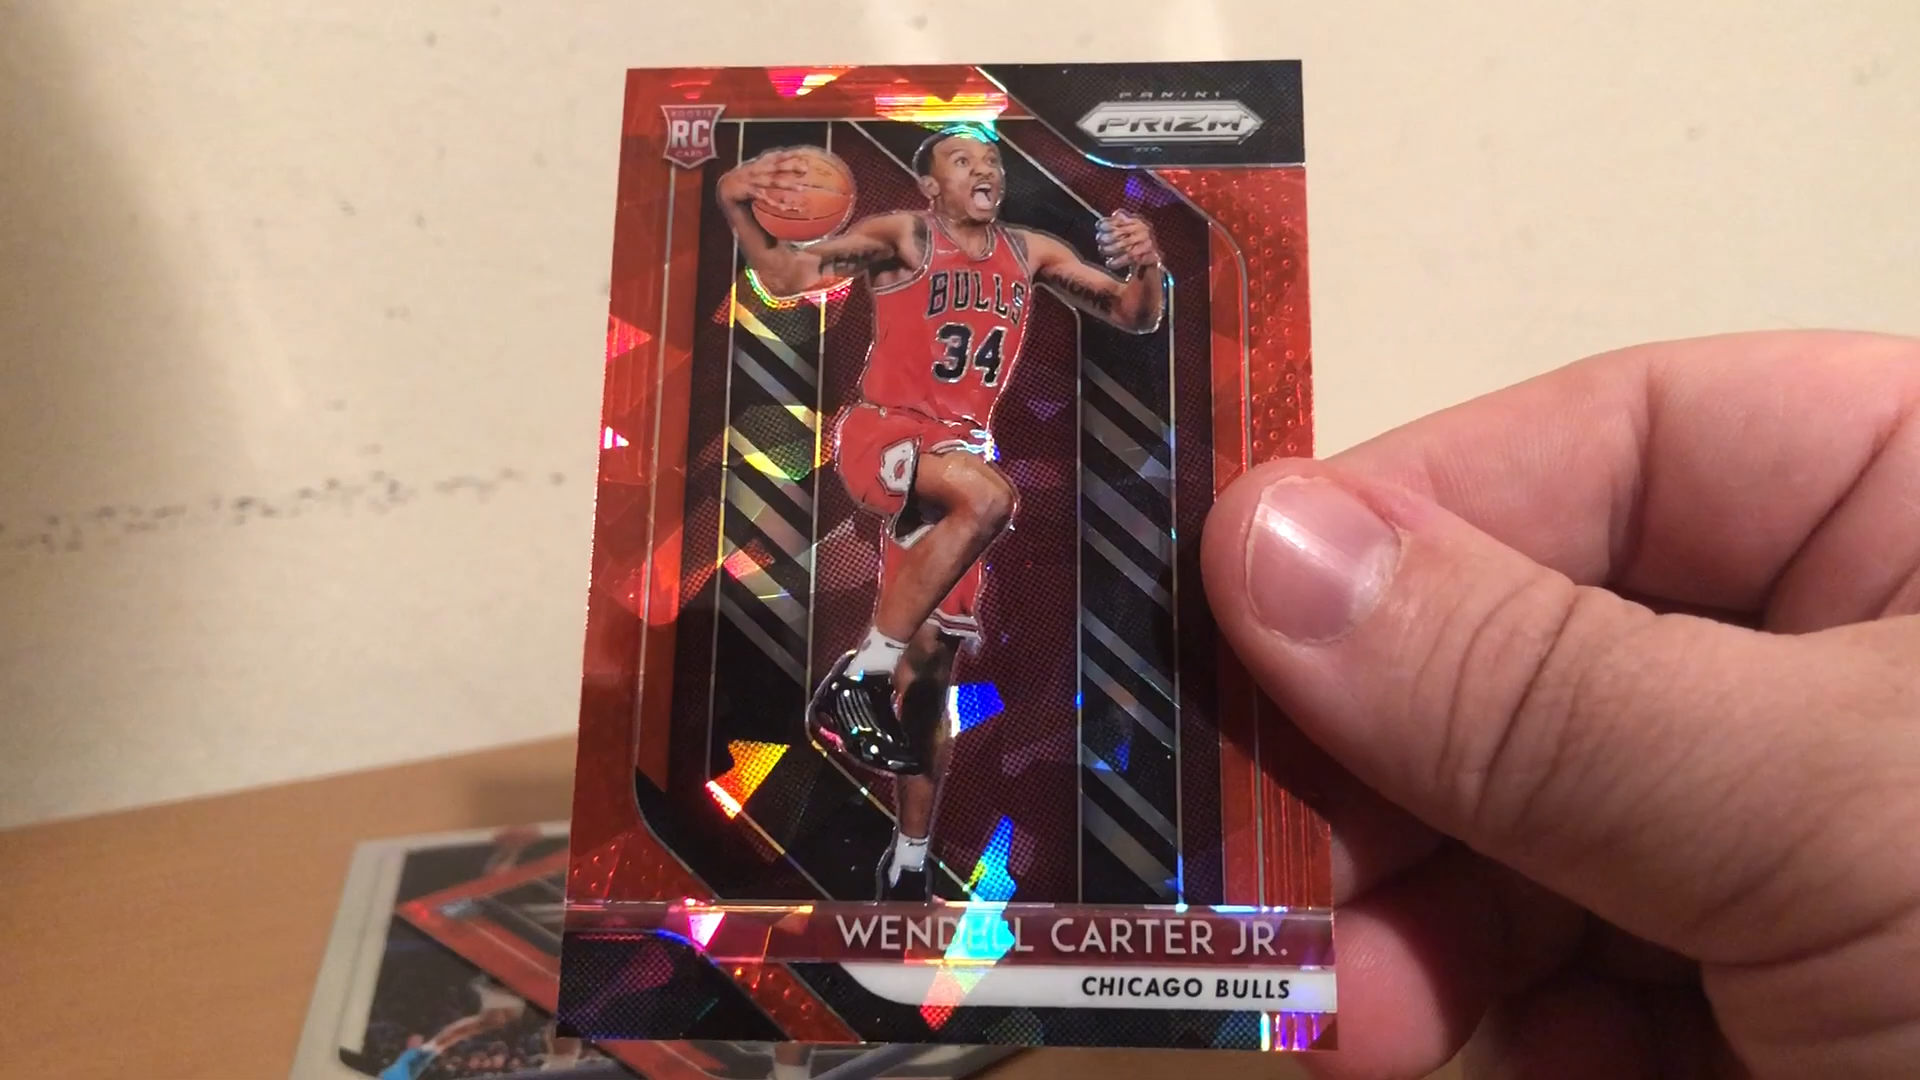 PANINI
PRIZM
ROOKIE
RC
CARD
BULLS
34
WENDELL CARTER JR.
CHICAGO BULLS